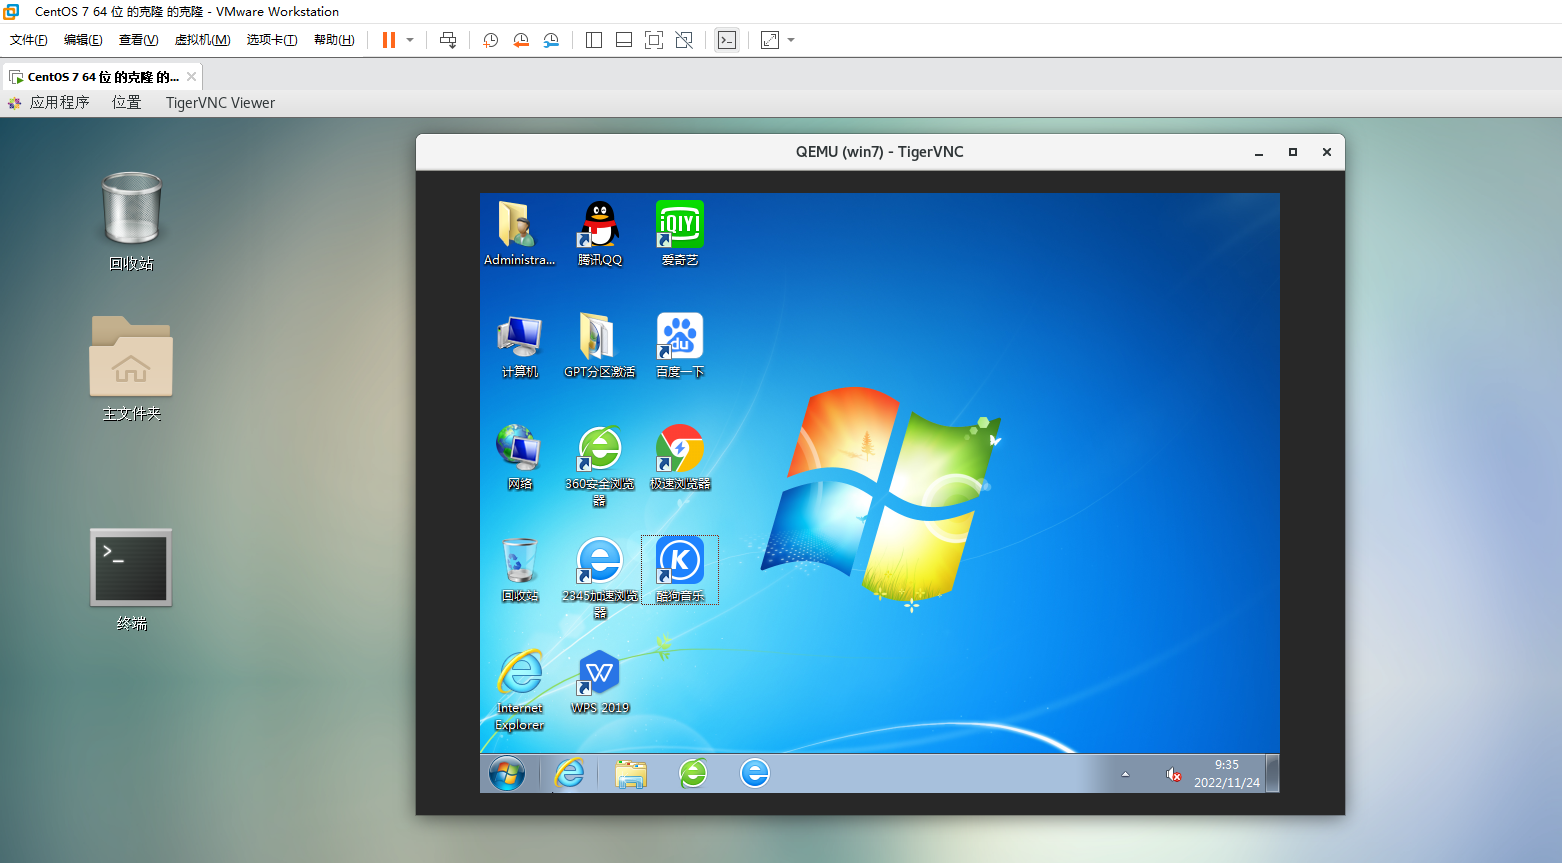 CentOS 7 64 位 的克隆 的克隆 - VMware Workstation
文件(F) 编辑(E) 查看(V) 虚拟机(M) 选项卡(T) 帮助(H)
CentOS 7 64 位 的克隆 的...
应用程序 位置 TigerVNC Viewer
QEMU (win7) - TigerVNC
回收站
主文件夹
>_
终端
iQIYI
Administra... 腾讯QQ 爱奇艺
du
计算机 GPT分区激活 百度一下
网络 360安全浏览器 极速浏览器
K
回收站 2345加速浏览器 酷狗音乐
W
Internet Explorer WPS 2019
9:35
2022/11/24